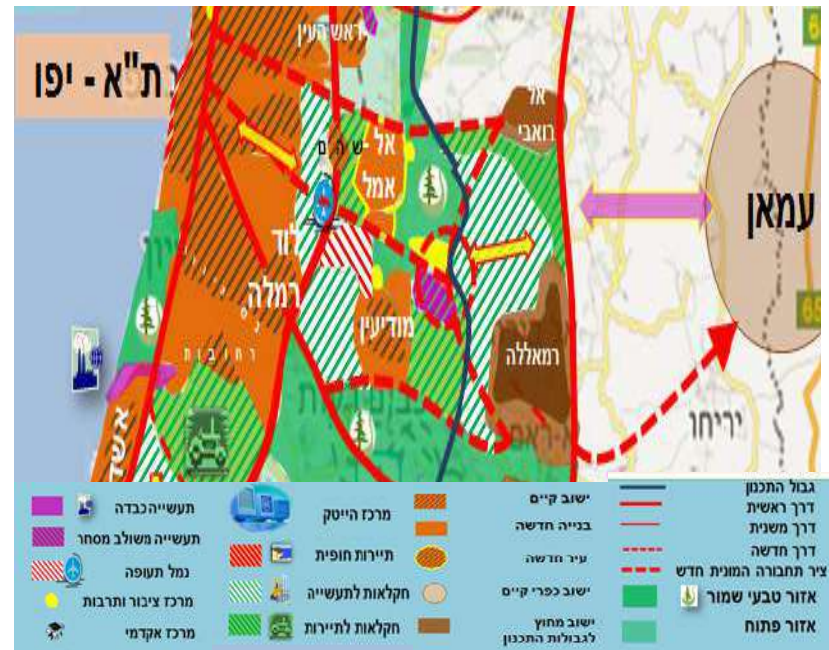 ת"א - יפו
ראש העין
אל רואבי
שהם
אל - אמל
עמאן
לוד
רמלה
מודיעין
רמאללה
רחובות
יריחו
אשד
תעשייה כבדה
תעשייה משולב מסחר
נמל תעופה
מרכז ציבור ותרבות
מרכז אקדמי
מרכז הייטק
תיירות חופית
חקלאות לתעשייה
חקלאות לתיירות
ישוב קיים
בנייה חדשה
עיר חדשה
ישוב כפרי קיים
ישוב מחוץ
לגבולות התכנון
גבול התכנון
דרך ראשית
דרך משנית
דרך חדשה
ציר תחבורה המונית חדש
אזור טבעי שמור
אזור פתוח